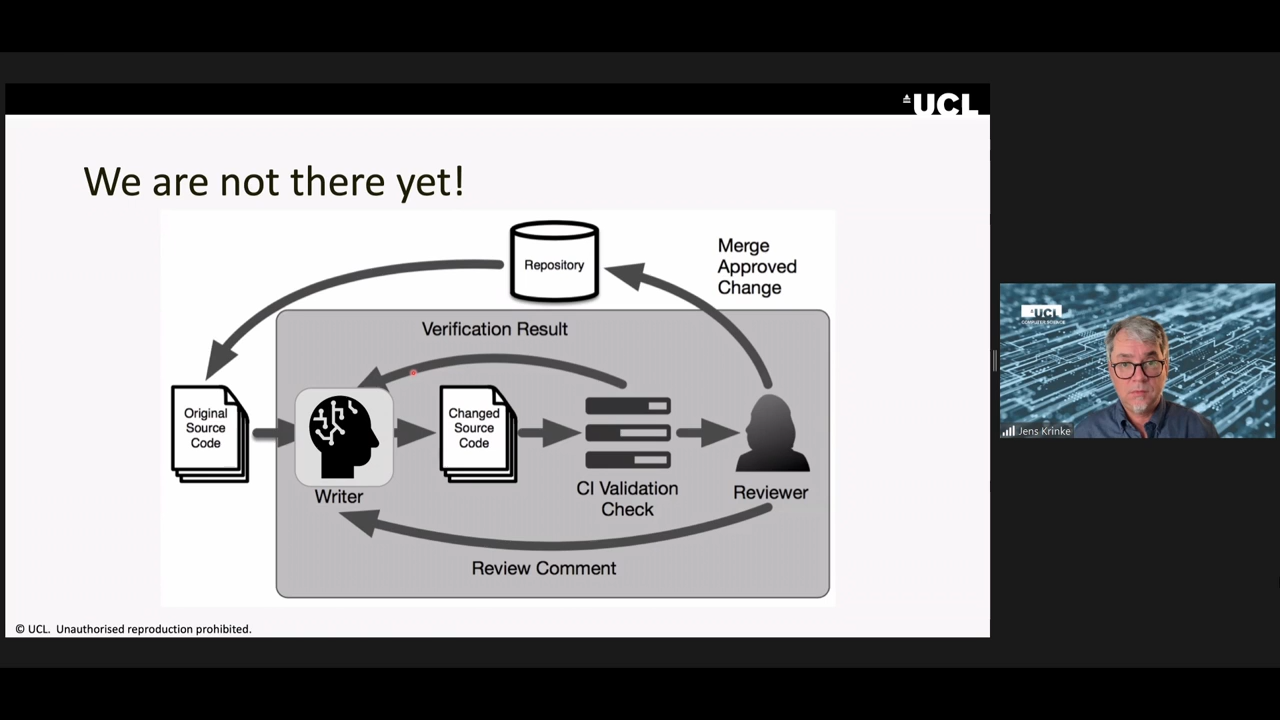 UCL
We are not there yet!
Repository
Merge
Approved
Change
Verification Result
Original
Source
Code
Changed
Source
Code
Writer
CI Validation
Check
Reviewer
Review Comment
© UCL. Unauthorised reproduction prohibited.
UCL
COMPUTER SCIENCE
Jens Krinke